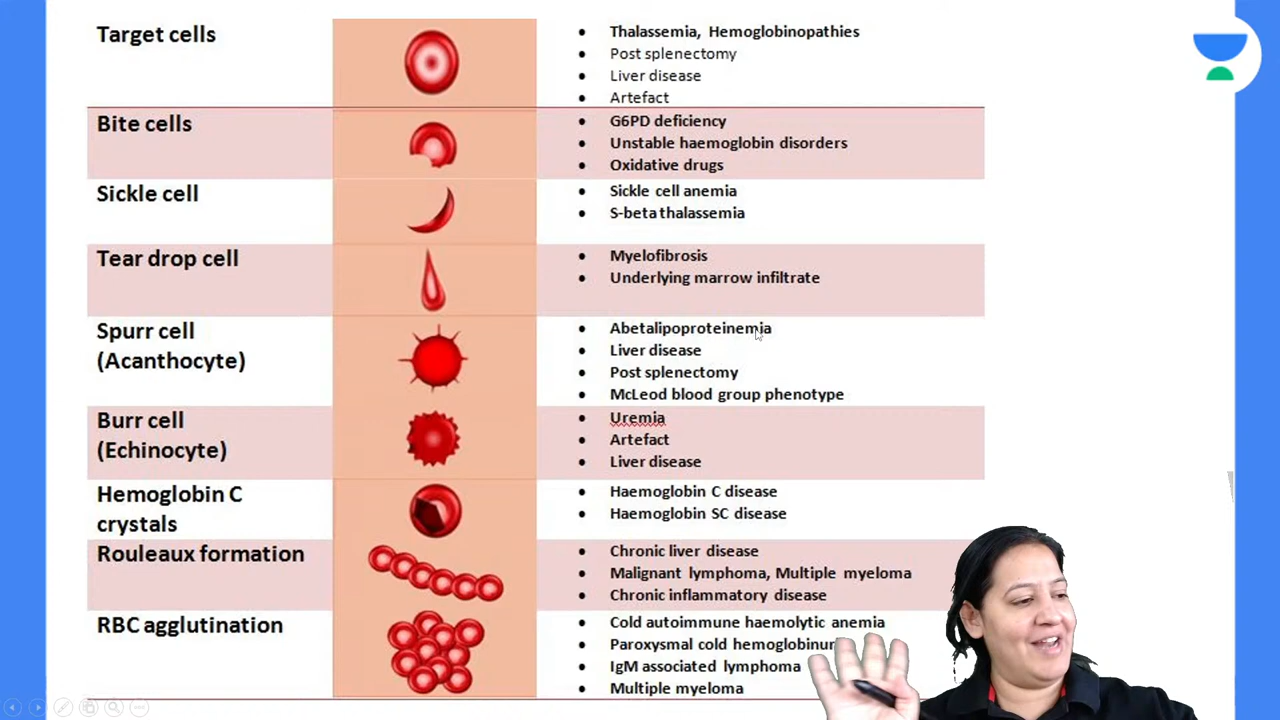 Target cells
Thalassemia, Hemoglobinopathies
Post splenectomy
Liver disease
Artefact
Bite cells
G6PD deficiency
Unstable haemoglobin disorders
Oxidative drugs
Sickle cell
Sickle cell anemia
S-beta thalassemia
Tear drop cell
Myelofibrosis
Underlying marrow infiltrate
Spurr cell
(Acanthocyte)
Abetalipoproteinemia
Liver disease
Post splenectomy
McLeod blood group phenotype
Burr cell
(Echinocyte)
Uremia
Artefact
Liver disease
Hemoglobin C
crystals
Haemoglobin C disease
Haemoglobin SC disease
Rouleaux formation
Chronic liver disease
Malignant lymphoma, Multiple myeloma
Chronic inflammatory disease
RBC agglutination
Cold autoimmune haemolytic anemia
Paroxysmal cold
IgM associated lymphoma
Multiple myeloma